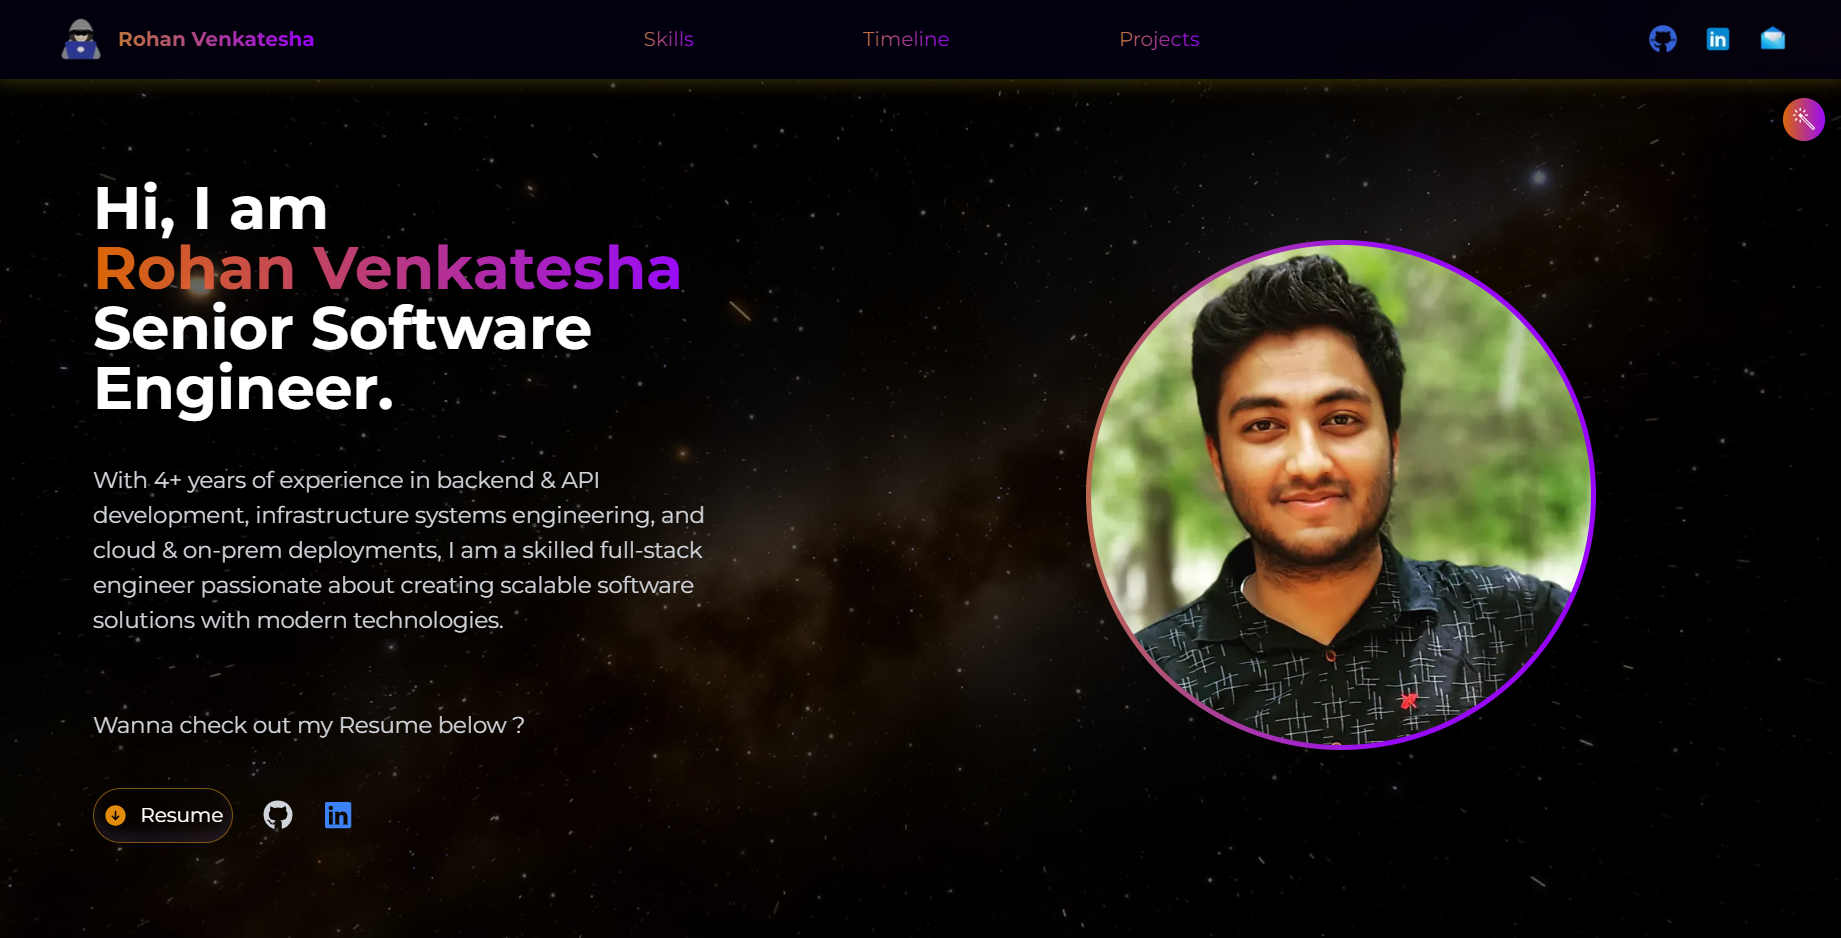 Rohan Venkatesha
Skills
Timeline
Projects
Hi, I am
Rohan Venkatesha
Senior Software
Engineer.
With 4+ years of experience in backend & API
development, infrastructure systems engineering, and
cloud & on-prem deployments, I am a skilled full-stack
engineer passionate about creating scalable software
solutions with modern technologies.
Wanna check out my Resume below ?
Resume